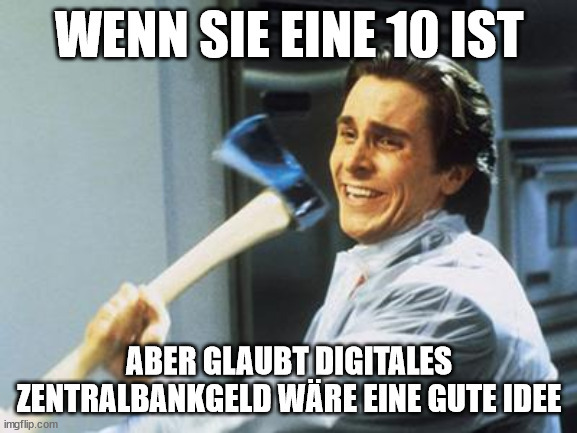 WENN SIE EINE 10 IST
ABER GLAUBT DIGITALES
ZENTRALBANKGELD WÄRE EINE GUTE IDEE
imgflip.com